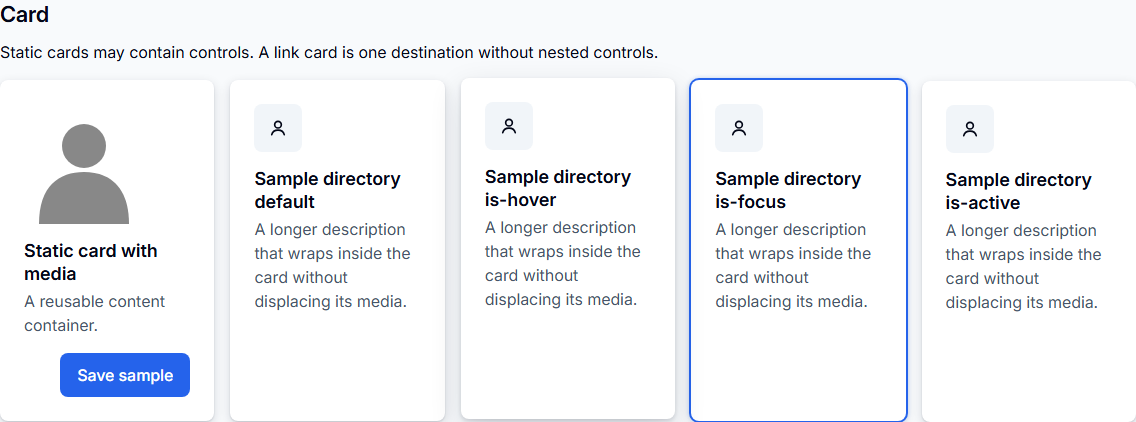 Card
Static cards may contain controls. A link card is one destination without nested controls.
Static card with
media
A reusable content
container.
Save sample
Sample directory
default
A longer description
that wraps inside the
card without
displacing its media.
Sample directory
is-hover
A longer description
that wraps inside the
card without
displacing its media.
Sample directory
is-focus
A longer description
that wraps inside the
card without
displacing its media.
Sample directory
is-active
A longer description
that wraps inside the
card without
displacing its media.